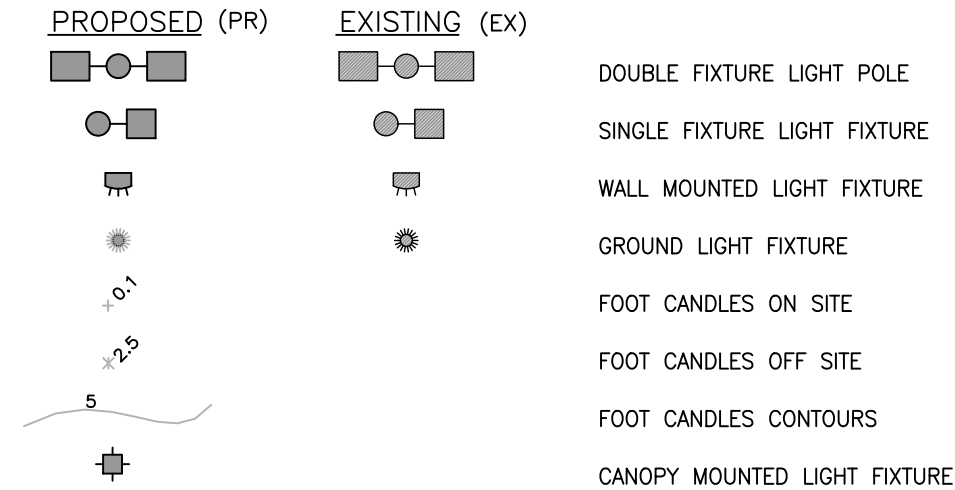 PROPOSED (PR) EXISTING (EX)
DOUBLE FIXTURE LIGHT POLE
SINGLE FIXTURE LIGHT FIXTURE
WALL MOUNTED LIGHT FIXTURE
GROUND LIGHT FIXTURE
0.1 FOOT CANDLES ON SITE
2.5 FOOT CANDLES OFF SITE
5 FOOT CANDLES CONTOURS
CANOPY MOUNTED LIGHT FIXTURE